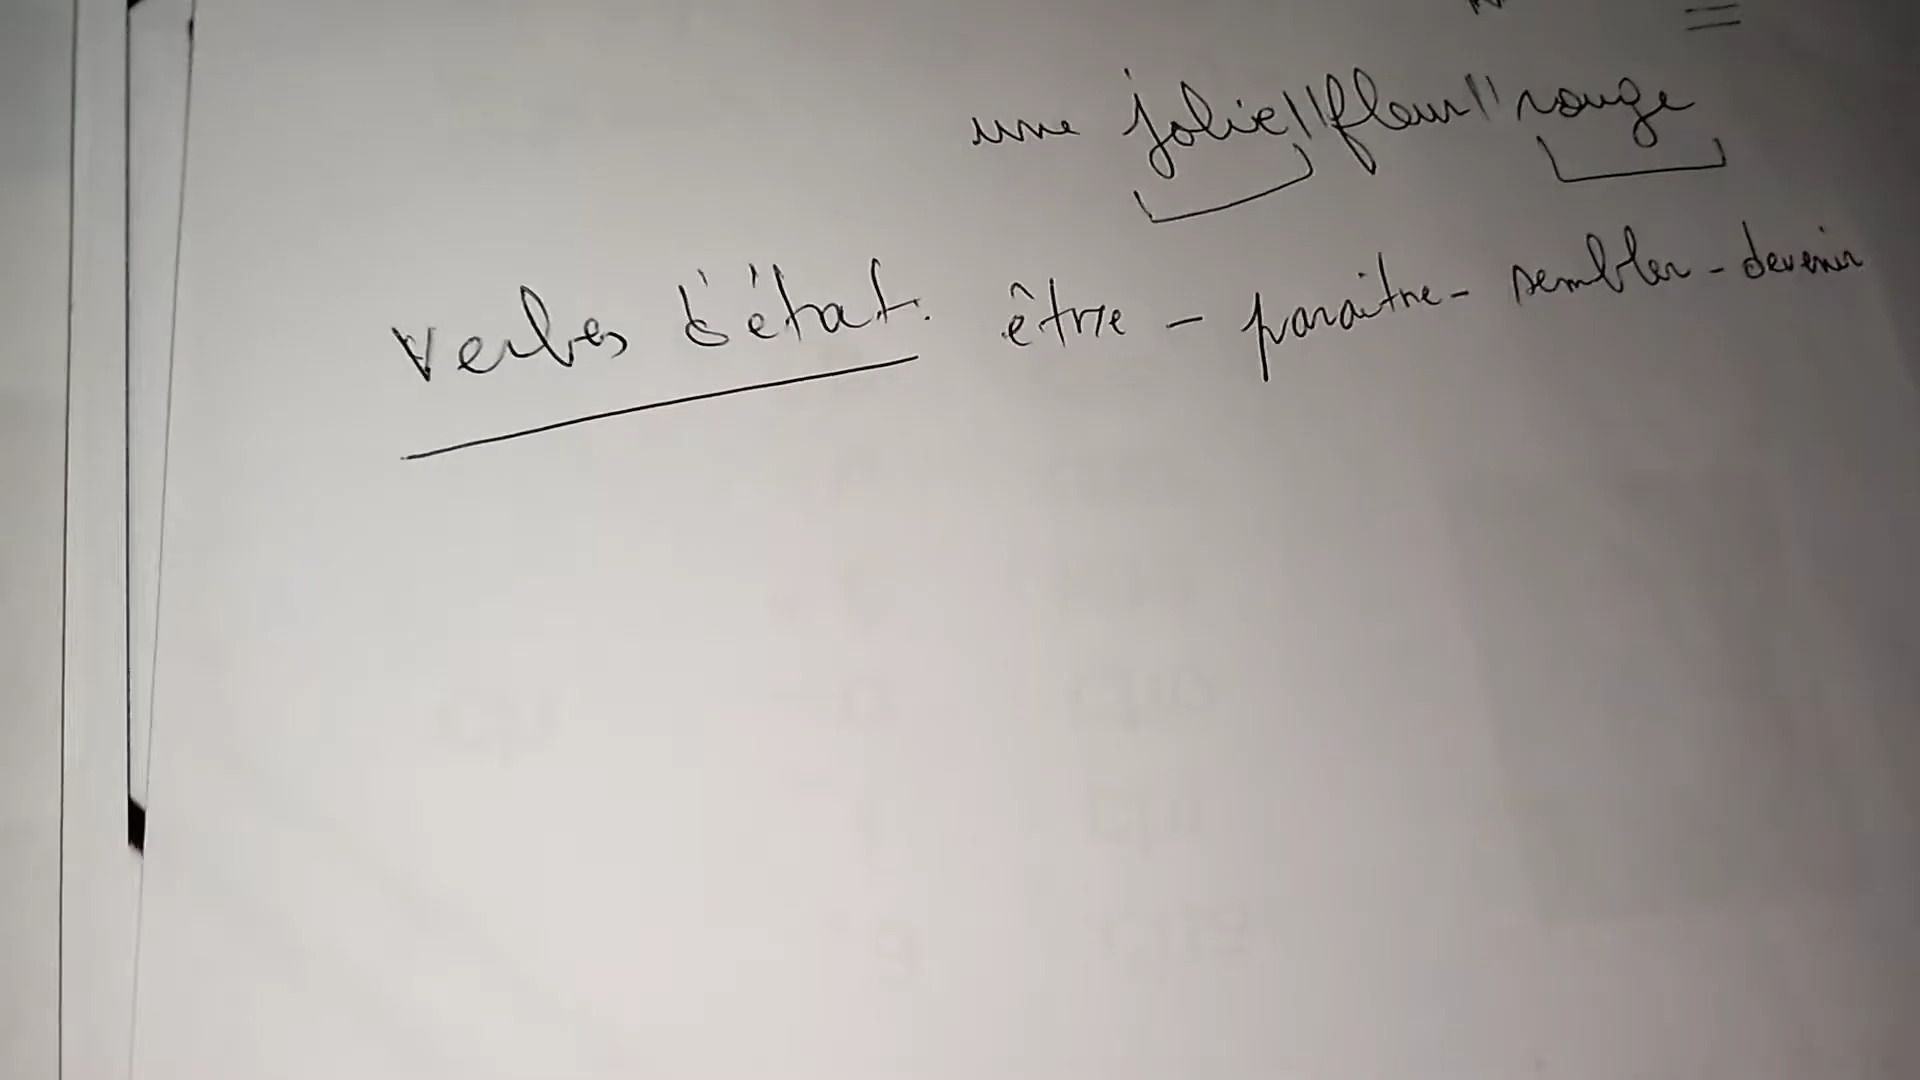 une jolie || fleur || rouge
Verbes d'état : être - paraître - sembler - devenir